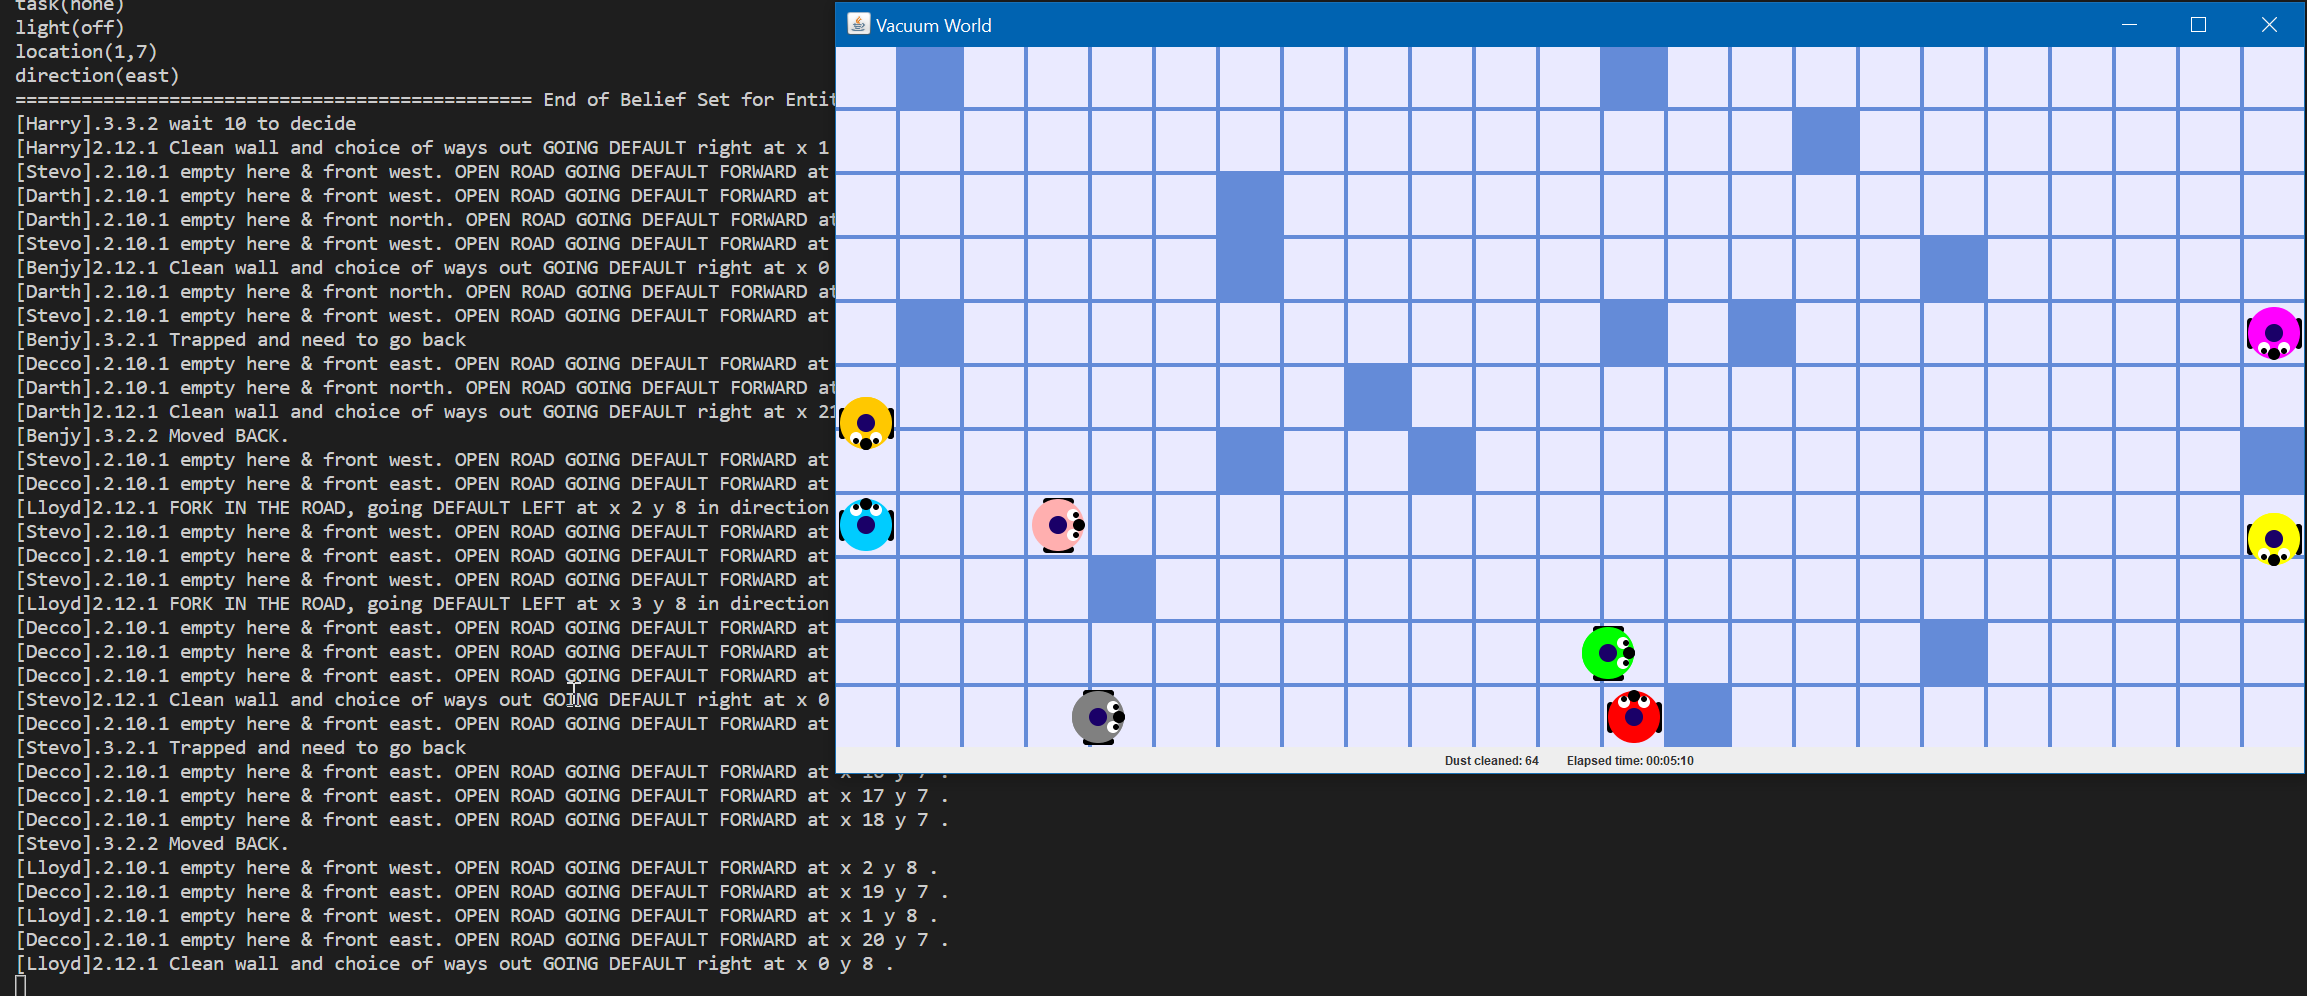 task(none)
light(off)
location(1,7)
direction(east)
=============================================== End of Belief Set for Entit
[Harry].3.3.2 wait 10 to decide
[Harry]2.12.1 Clean wall and choice of ways out GOING DEFAULT right at x 1
[Stevo].2.10.1 empty here & front west. OPEN ROAD GOING DEFAULT FORWARD at
[Darth].2.10.1 empty here & front west. OPEN ROAD GOING DEFAULT FORWARD at
[Darth].2.10.1 empty here & front north. OPEN ROAD GOING DEFAULT FORWARD at
[Stevo].2.10.1 empty here & front west. OPEN ROAD GOING DEFAULT FORWARD at
[Benjy]2.12.1 Clean wall and choice of ways out GOING DEFAULT right at x 0
[Darth].2.10.1 empty here & front north. OPEN ROAD GOING DEFAULT FORWARD at
[Stevo].2.10.1 empty here & front west. OPEN ROAD GOING DEFAULT FORWARD at
[Benjy].3.2.1 Trapped and need to go back
[Decco].2.10.1 empty here & front east. OPEN ROAD GOING DEFAULT FORWARD at
[Darth].2.10.1 empty here & front north. OPEN ROAD GOING DEFAULT FORWARD at
[Darth]2.12.1 Clean wall and choice of ways out GOING DEFAULT right at x 21
[Benjy].3.2.2 Moved BACK.
[Stevo].2.10.1 empty here & front west. OPEN ROAD GOING DEFAULT FORWARD at
[Decco].2.10.1 empty here & front east. OPEN ROAD GOING DEFAULT FORWARD at
[Lloyd]2.12.1 FORK IN THE ROAD, going DEFAULT LEFT at x 2 y 8 in direction
[Stevo].2.10.1 empty here & front west. OPEN ROAD GOING DEFAULT FORWARD at
[Decco].2.10.1 empty here & front east. OPEN ROAD GOING DEFAULT FORWARD at
[Stevo].2.10.1 empty here & front west. OPEN ROAD GOING DEFAULT FORWARD at
[Lloyd]2.12.1 FORK IN THE ROAD, going DEFAULT LEFT at x 3 y 8 in direction
[Decco].2.10.1 empty here & front east. OPEN ROAD GOING DEFAULT FORWARD at
[Decco].2.10.1 empty here & front east. OPEN ROAD GOING DEFAULT FORWARD at
[Decco].2.10.1 empty here & front east. OPEN ROAD GOING DEFAULT FORWARD at
[Stevo]2.12.1 Clean wall and choice of ways out GOING DEFAULT right at x 0
[Decco].2.10.1 empty here & front east. OPEN ROAD GOING DEFAULT FORWARD at
[Stevo].3.2.1 Trapped and need to go back
[Decco].2.10.1 empty here & front east. OPEN ROAD GOING DEFAULT FORWARD at x 16 y 7 .
[Decco].2.10.1 empty here & front east. OPEN ROAD GOING DEFAULT FORWARD at x 17 y 7 .
[Decco].2.10.1 empty here & front east. OPEN ROAD GOING DEFAULT FORWARD at x 18 y 7 .
[Stevo].3.2.2 Moved BACK.
[Lloyd].2.10.1 empty here & front west. OPEN ROAD GOING DEFAULT FORWARD at x 2 y 8 .
[Decco].2.10.1 empty here & front east. OPEN ROAD GOING DEFAULT FORWARD at x 19 y 7 .
[Lloyd].2.10.1 empty here & front west. OPEN ROAD GOING DEFAULT FORWARD at x 1 y 8 .
[Decco].2.10.1 empty here & front east. OPEN ROAD GOING DEFAULT FORWARD at x 20 y 7 .
[Lloyd]2.12.1 Clean wall and choice of ways out GOING DEFAULT right at x 0 y 8 .
Vacuum World
Dust cleaned: 64 Elapsed time: 00:05:10